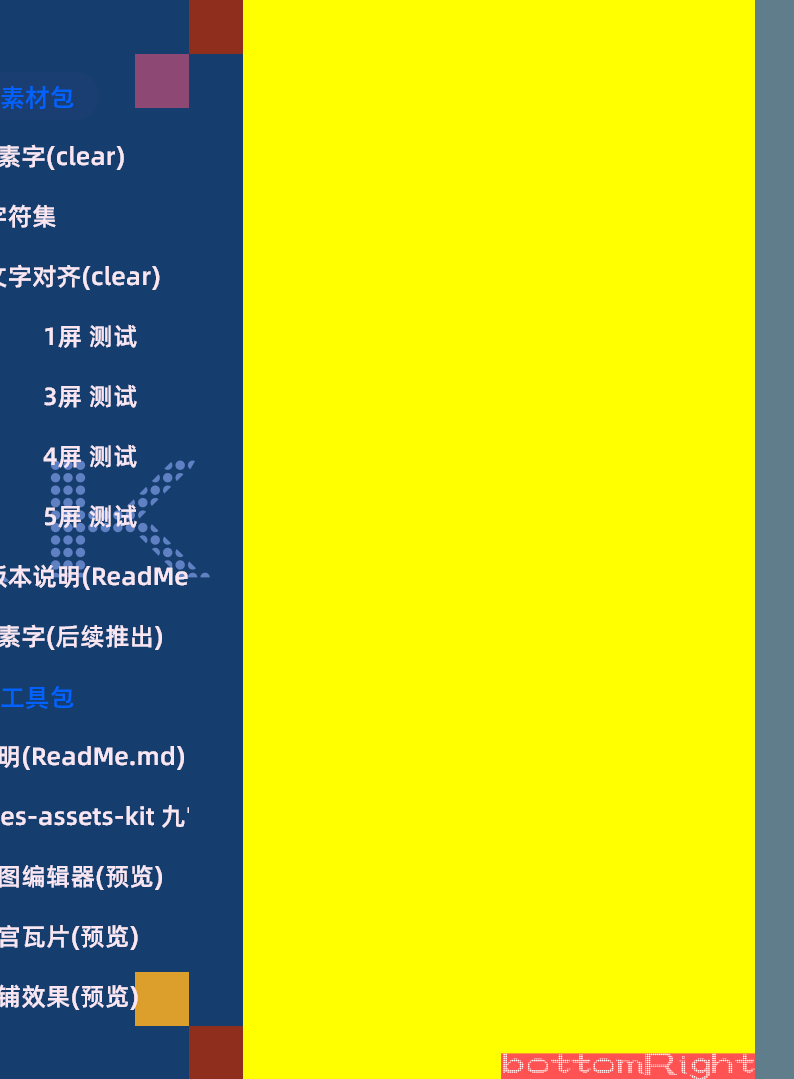 素材包
素字(clear)
字符集
文字对齐(clear)
1屏 测试
3屏 测试
4屏 测试
K
5屏 测试
版本说明(ReadMe
素字(后续推出)
工具包
明(ReadMe.md)
es-assets-kit 九
图编辑器(预览)
宫瓦片(预览)
铺效果(预览)
bottomRight